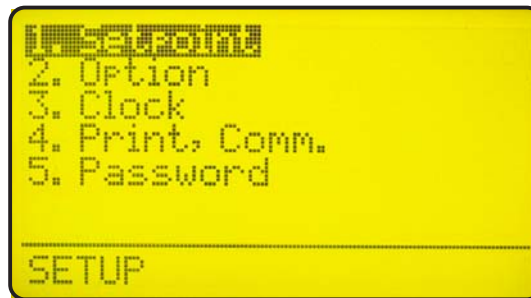 1. Setpoint
2. Option
3. Clock
4. Print, Comm.
5. Password
SETUP